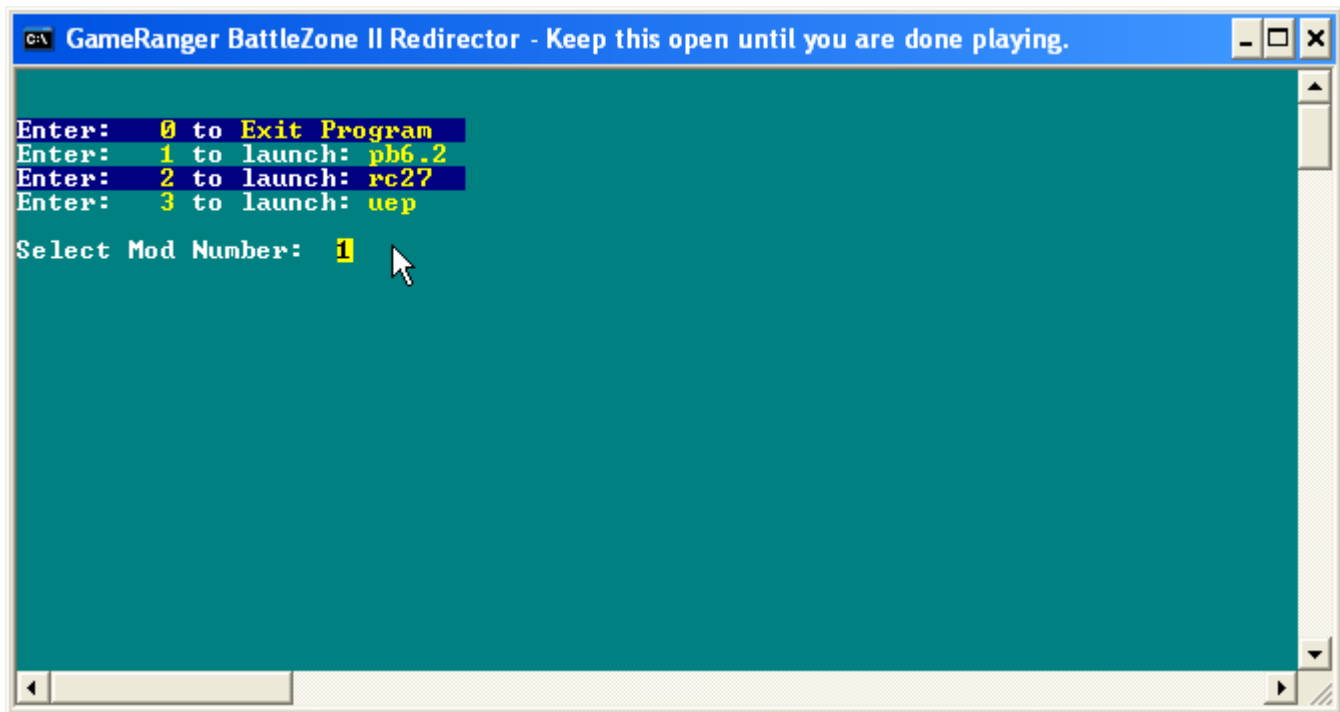 GameRanger BattleZone II Redirector - Keep this open until you are done playing.
Enter:   0 to Exit Program
Enter:   1 to launch: pb6.2
Enter:   2 to launch: rc27
Enter:   3 to launch: uep
Select Mod Number:  1